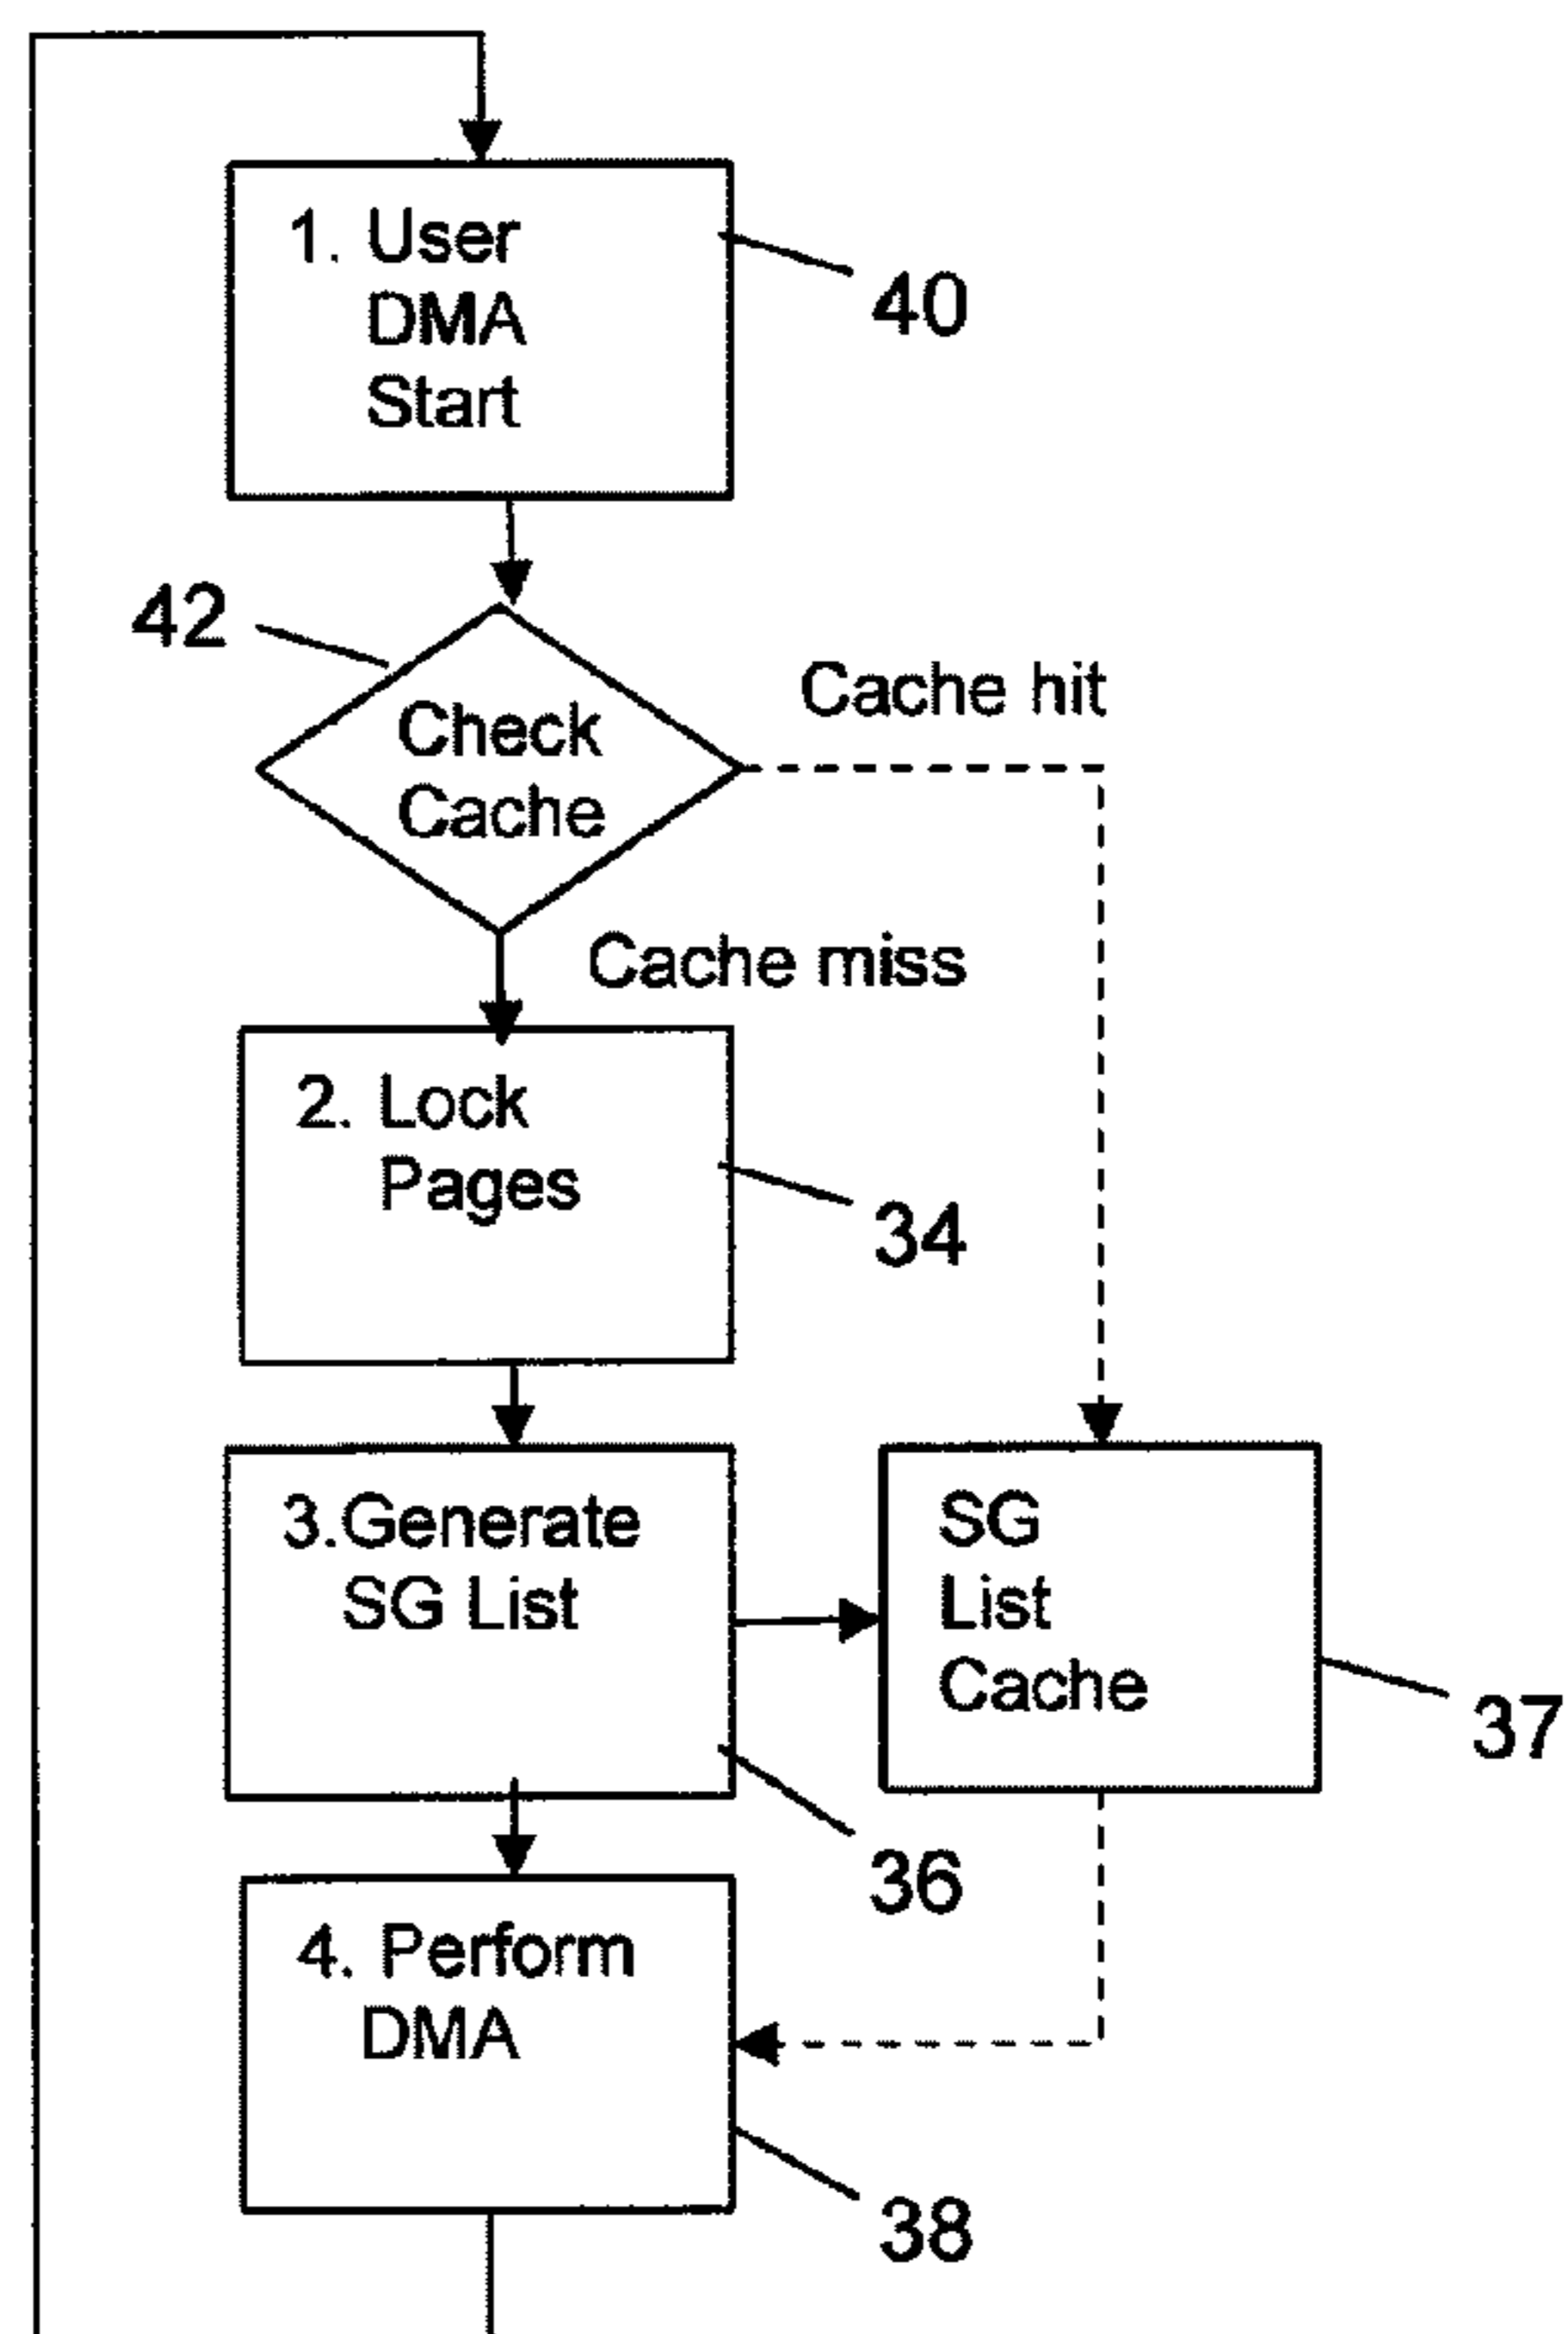 1. User
DMA
Start
40
42
Check
Cache
Cache hit
Cache miss
2. Lock
Pages
34
3.Generate
SG List
SG
List
Cache
37
36
4. Perform
DMA
38